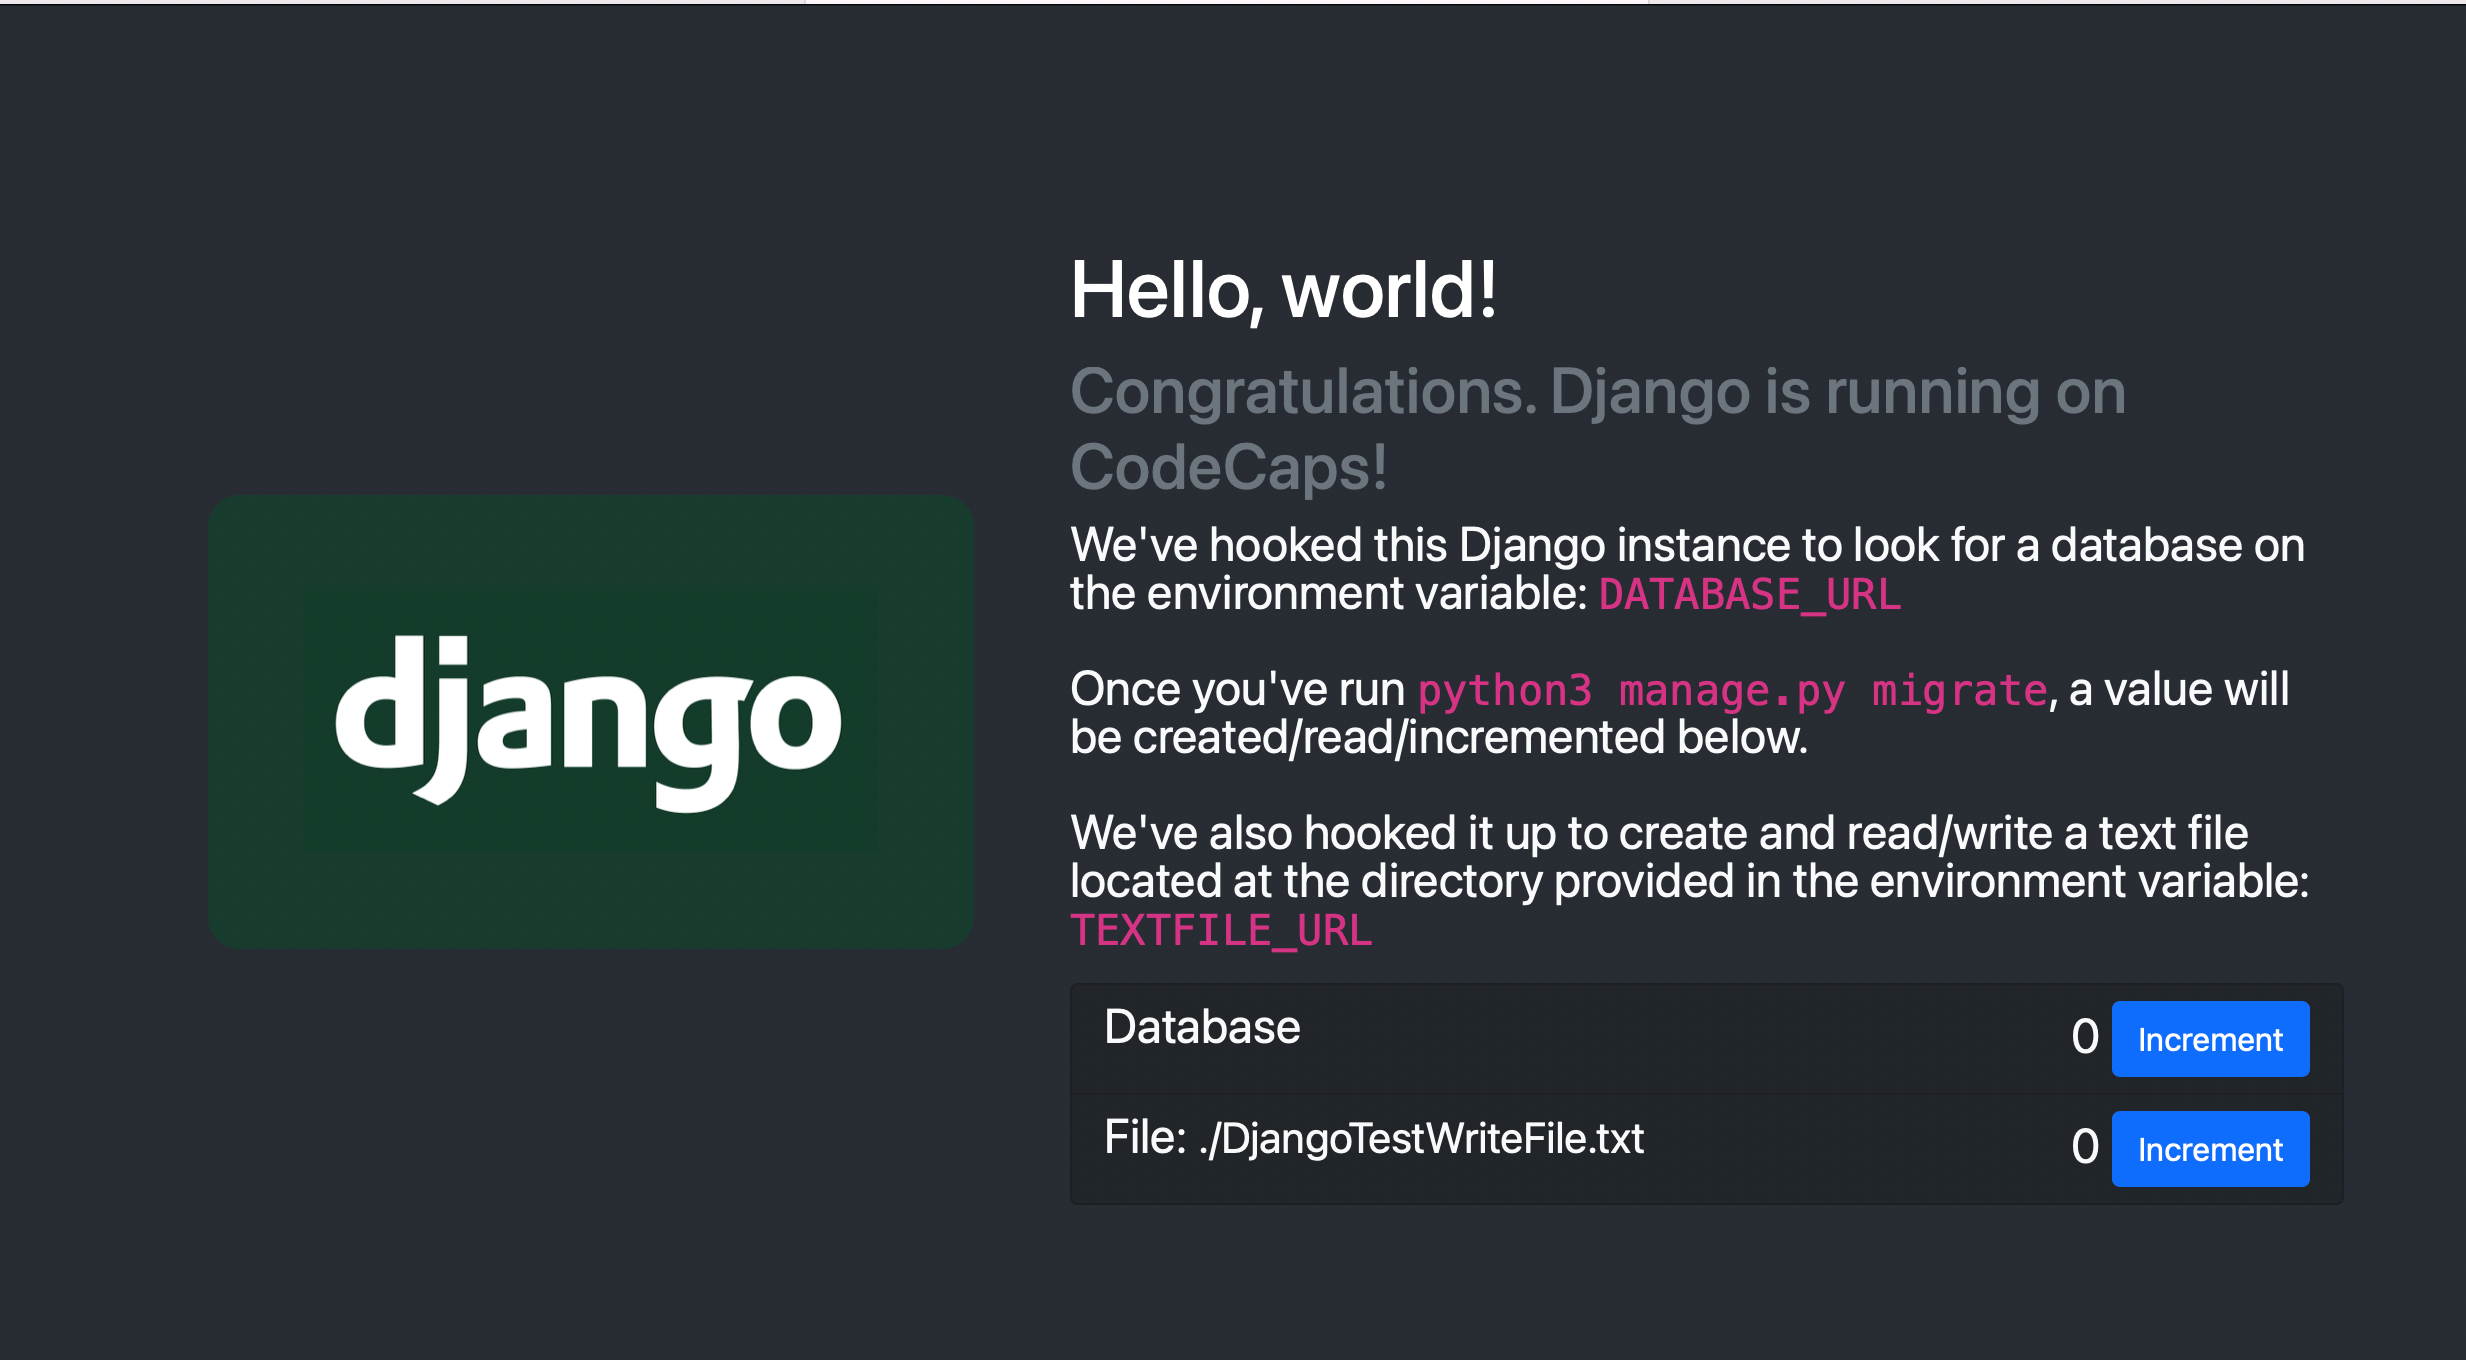 django
Hello, world!
Congratulations. Django is running on
CodeCaps!
We've hooked this Django instance to look for a database on
the environment variable: DATABASE_URL
Once you've run python3 manage.py migrate, a value will
be created/read/incremented below.
We've also hooked it up to create and read/write a text file
located at the directory provided in the environment variable:
TEXTFILE_URL
Database 0 Increment
File: ./DjangoTestWriteFile.txt 0 Increment